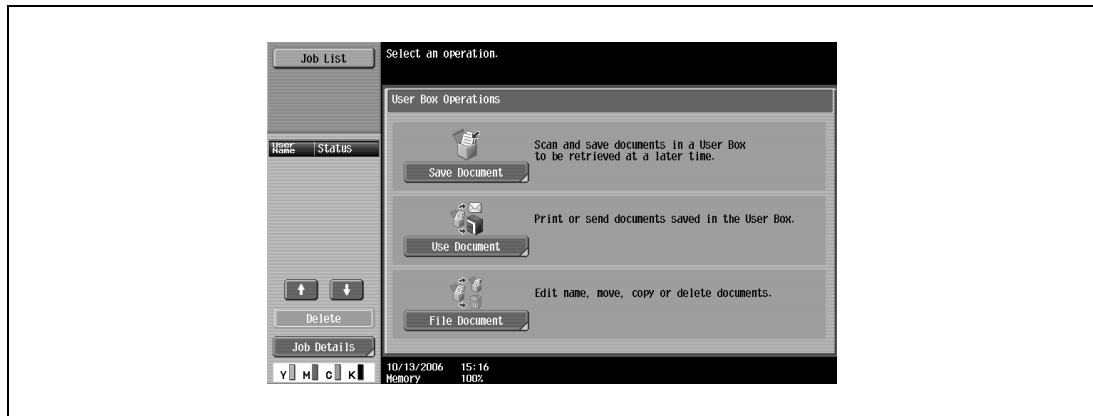 Job List
Select an operation.
User Box Operations
User Name
Status
Scan and save documents in a User Box
to be retrieved at a later time.
Save Document
Print or send documents saved in the User Box.
Use Document
Edit name, move, copy or delete documents.
File Document
Delete
Job Details
Y M C K
10/13/2006 15:16
Memory 100%